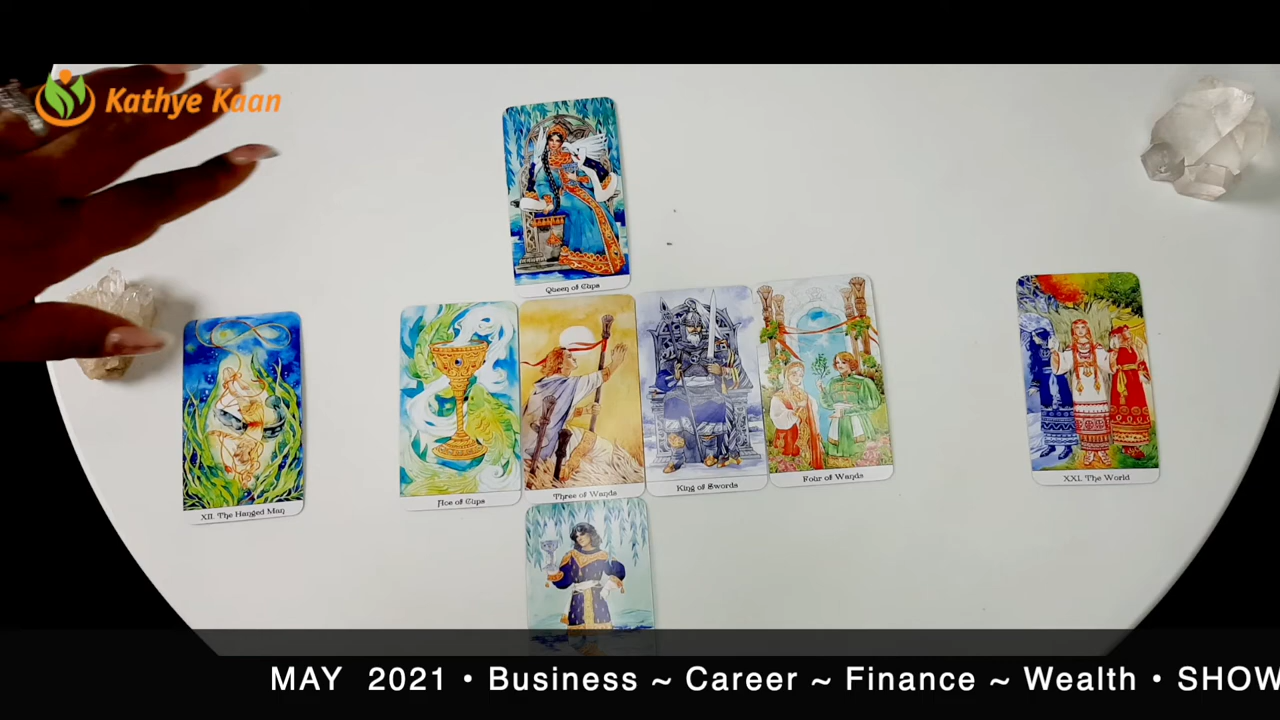 Kathye Kaan
Queen of Cups
XII. The Hanged Man
Ace of Cups
Three of Wands
King of Swords
Four of Wands
XXI. The World
MAY 2021 • Business ~ Career ~ Finance ~ Wealth • SHOW